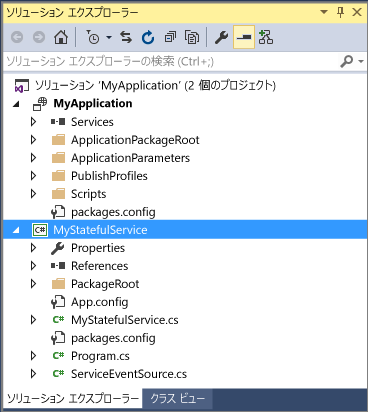 ソリューション エクスプローラー
ソリューション エクスプローラーの検索 (Ctrl+;)
ソリューション 'MyApplication' (2 個のプロジェクト)
MyApplication
Services
ApplicationPackageRoot
ApplicationParameters
PublishProfiles
Scripts
packages.config
C# MyStatefulService
Properties
References
PackageRoot
App.config
C# MyStatefulService.cs
packages.config
C# Program.cs
C# ServiceEventSource.cs
ソリューション エクスプローラー クラス ビュー